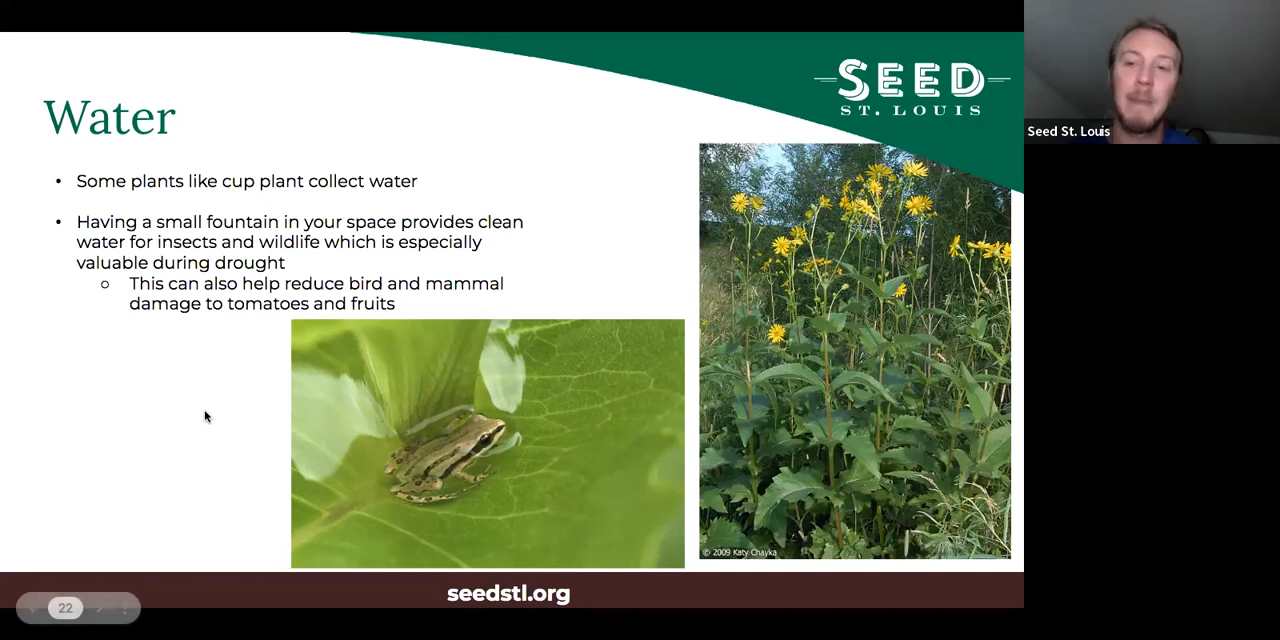 SEED
ST. LOUIS
Seed St. Louis
Water
• Some plants like cup plant collect water
• Having a small fountain in your space provides clean
water for insects and wildlife which is especially
valuable during drought
○ This can also help reduce bird and mammal
damage to tomatoes and fruits
© 2009 Katy Chayka
seedstl.org
22